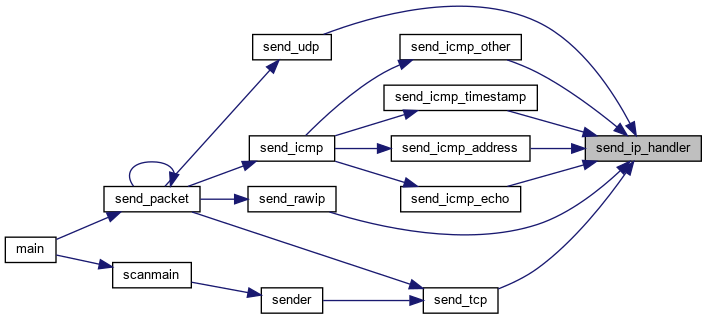 send_udp
send_icmp_other
send_icmp_timestamp
send_icmp
send_icmp_address
send_ip_handler
send_packet
send_rawip
send_icmp_echo
main
scanmain
sender
send_tcp